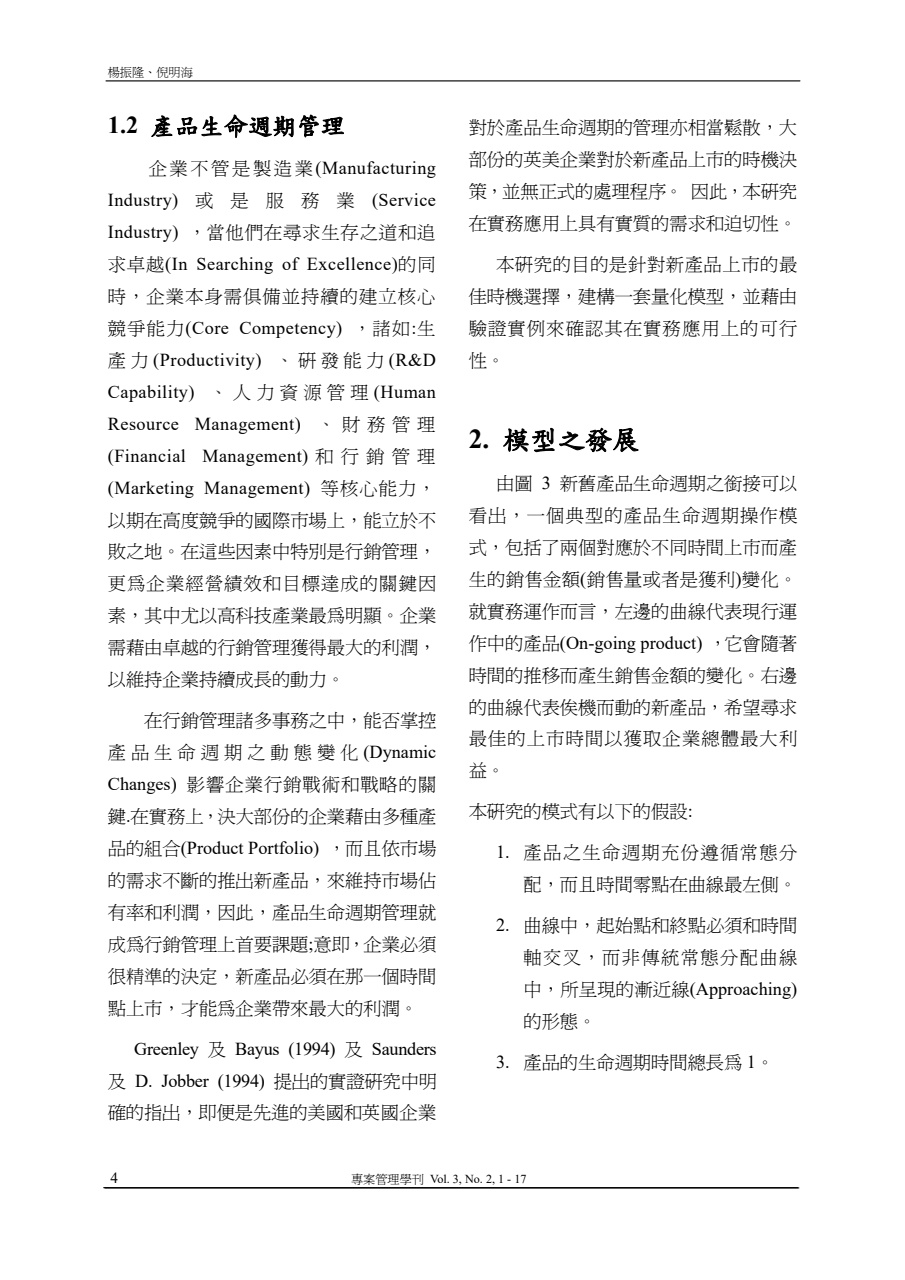 楊振隆、倪明海
1.2 產品生命週期管理
企業不管是製造業(Manufacturing
Industry) 或是服務業 (Service
Industry) ，當他們在尋求生存之道和追
求卓越(In Searching of Excellence)的同
時，企業本身需俱備並持續的建立核心
競爭能力(Core Competency) ，諸如:生
產力(Productivity) 、研發能力(R&D
Capability) 、人力資源管理(Human
Resource Management) 、財務管理
(Financial Management)和行銷管理
(Marketing Management) 等核心能力，
以期在高度競爭的國際市場上，能立於不
敗之地。在這些因素中特別是行銷管理，
更為企業經營績效和目標達成的關鍵因
素，其中尤以高科技產業最為明顯。企業
需藉由卓越的行銷管理獲得最大的利潤，
以維持企業持續成長的動力。
在行銷管理諸多事務之中，能否掌控
產品生命週期之動態變化(Dynamic
Changes) 影響企業行銷戰術和戰略的關
鍵.在實務上，決大部份的企業藉由多種產
品的組合(Product Portfolio) ，而且依市場
的需求不斷的推出新產品，來維持市場佔
有率和利潤，因此，產品生命週期管理就
成為行銷管理上首要課題;意即，企業必須
很精準的決定，新產品必須在那一個時間
點上市，才能為企業帶來最大的利潤。
Greenley 及 Bayus (1994) 及 Saunders
及 D. Jobber (1994) 提出的實證研究中明
確的指出，即便是先進的美國和英國企業
對於產品生命週期的管理亦相當鬆散，大
部份的英美企業對於新產品上市的時機決
策，並無正式的處理程序。 因此，本研究
在實務應用上具有實質的需求和迫切性。
本研究的目的是針對新產品上市的最
佳時機選擇，建構一套量化模型，並藉由
驗證實例來確認其在實務應用上的可行
性。
2. 模型之發展
由圖 3 新舊產品生命週期之銜接可以
看出，一個典型的產品生命週期操作模
式，包括了兩個對應於不同時間上市而產
生的銷售金額(銷售量或者是獲利)變化。
就實務運作而言，左邊的曲線代表現行運
作中的產品(On-going product) ，它會隨著
時間的推移而產生銷售金額的變化。右邊
的曲線代表俟機而動的新產品，希望尋求
最佳的上市時間以獲取企業總體最大利
益。
本研究的模式有以下的假設:
1. 產品之生命週期充份遵循常態分
配，而且時間零點在曲線最左側。
2. 曲線中，起始點和終點必須和時間
軸交叉，而非傳統常態分配曲線
中，所呈現的漸近線(Approaching)
的形態。
3. 產品的生命週期時間總長為 1。
4
專案管理學刊 Vol. 3, No. 2, 1 - 17